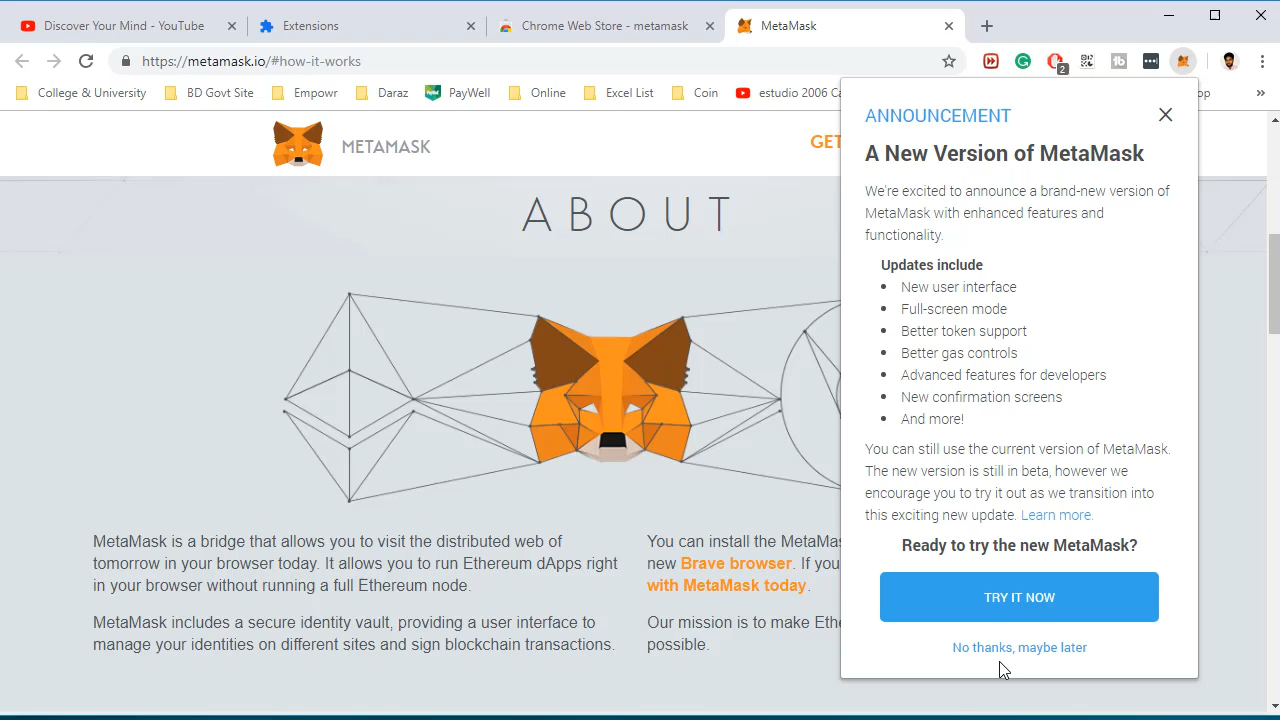 Discover Your Mind - YouTube
Extensions
Chrome Web Store - metamask
MetaMask
https://metamask.io/#how-it-works
2
College & University
BD Govt Site
Empowr
Daraz
PayWell
Online
Excel List
Coin
estudio 2006 Ca
op
»
METAMASK
GET
ABOUT
MetaMask is a bridge that allows you to visit the distributed web of
tomorrow in your browser today. It allows you to run Ethereum dApps right
in your browser without running a full Ethereum node.
MetaMask includes a secure identity vault, providing a user interface to
manage your identities on different sites and sign blockchain transactions.
You can install the MetaMas
new Brave browser. If you
with MetaMask today.
Our mission is to make Ethe
possible.
ANNOUNCEMENT
A New Version of MetaMask
We're excited to announce a brand-new version of
MetaMask with enhanced features and
functionality.
Updates include
• New user interface
• Full-screen mode
• Better token support
• Better gas controls
• Advanced features for developers
• New confirmation screens
• And more!
You can still use the current version of MetaMask.
The new version is still in beta, however we
encourage you to try it out as we transition into
this exciting new update. Learn more.
Ready to try the new MetaMask?
TRY IT NOW
No thanks, maybe later